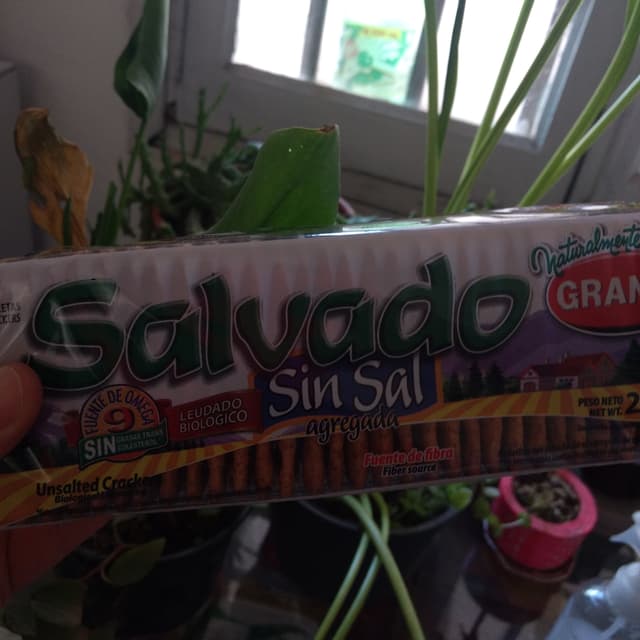 Naturalmente
GRAN
Salvado
Sin Sal
agregada
LEUDADO
BIOLOGICO
FUENTE DE OMEGA
9
SIN
PESO NETO
NET WT. 2
Fuente de fibra
Fiber source
Unsalted Crack